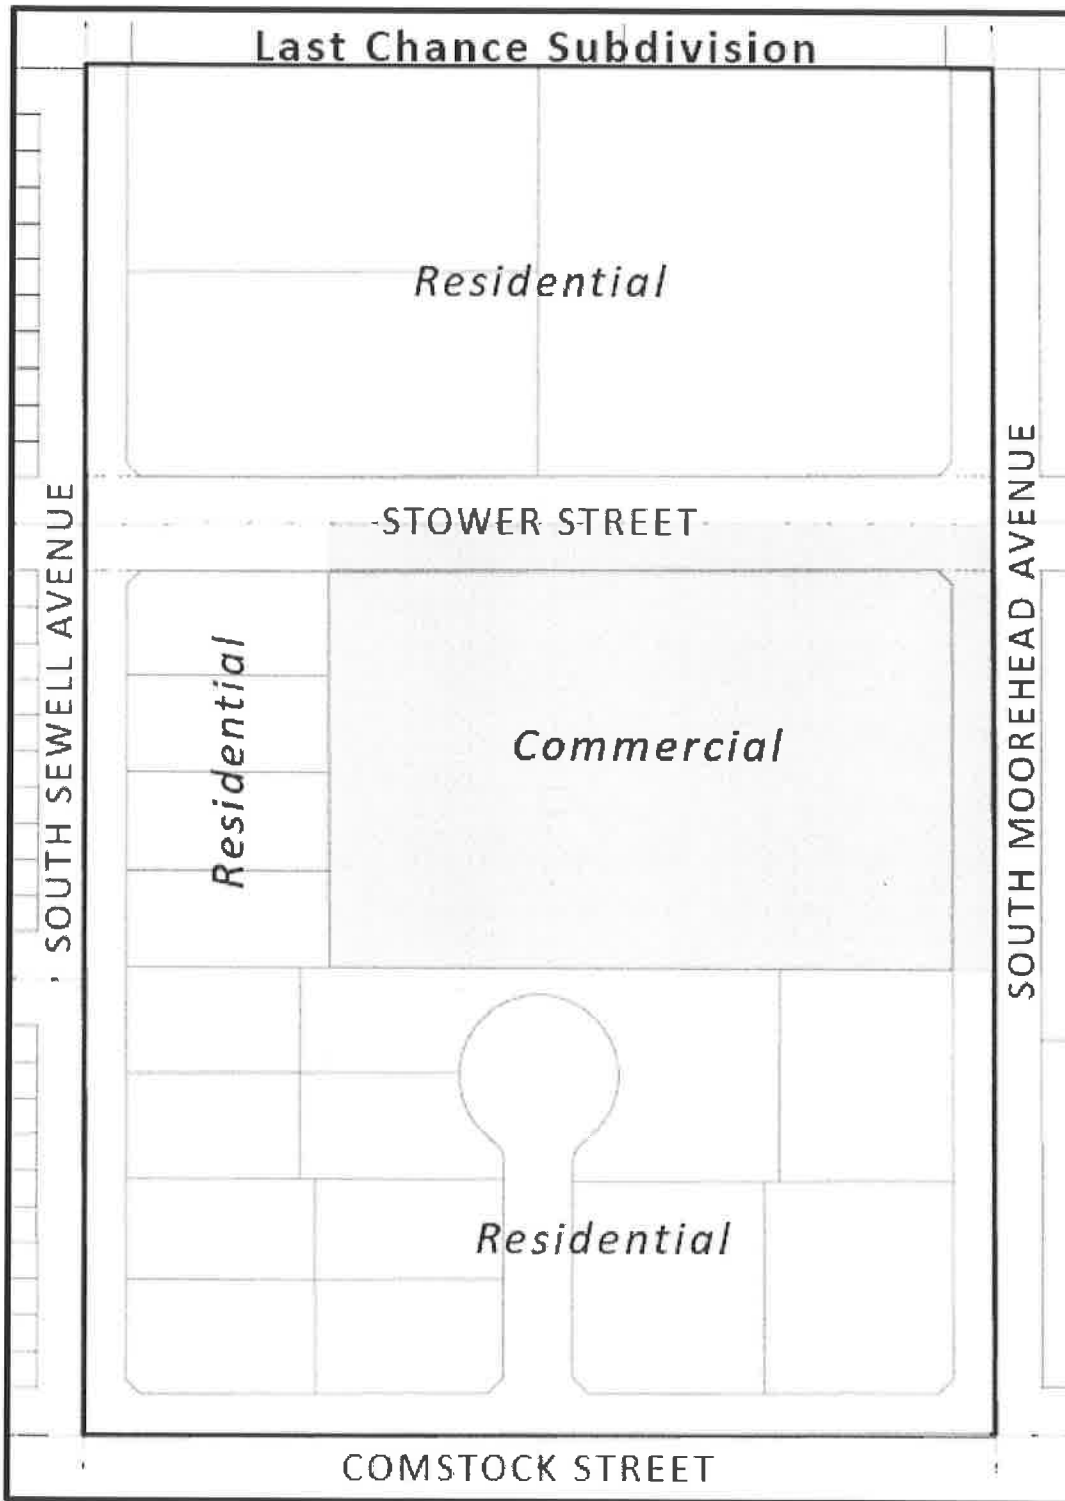 Last Chance Subdivision
Residential
STOWER STREET
SOUTH SEWELL AVENUE
Residential
Commercial
SOUTH MOOREHEAD AVENUE
Residential
COMSTOCK STREET